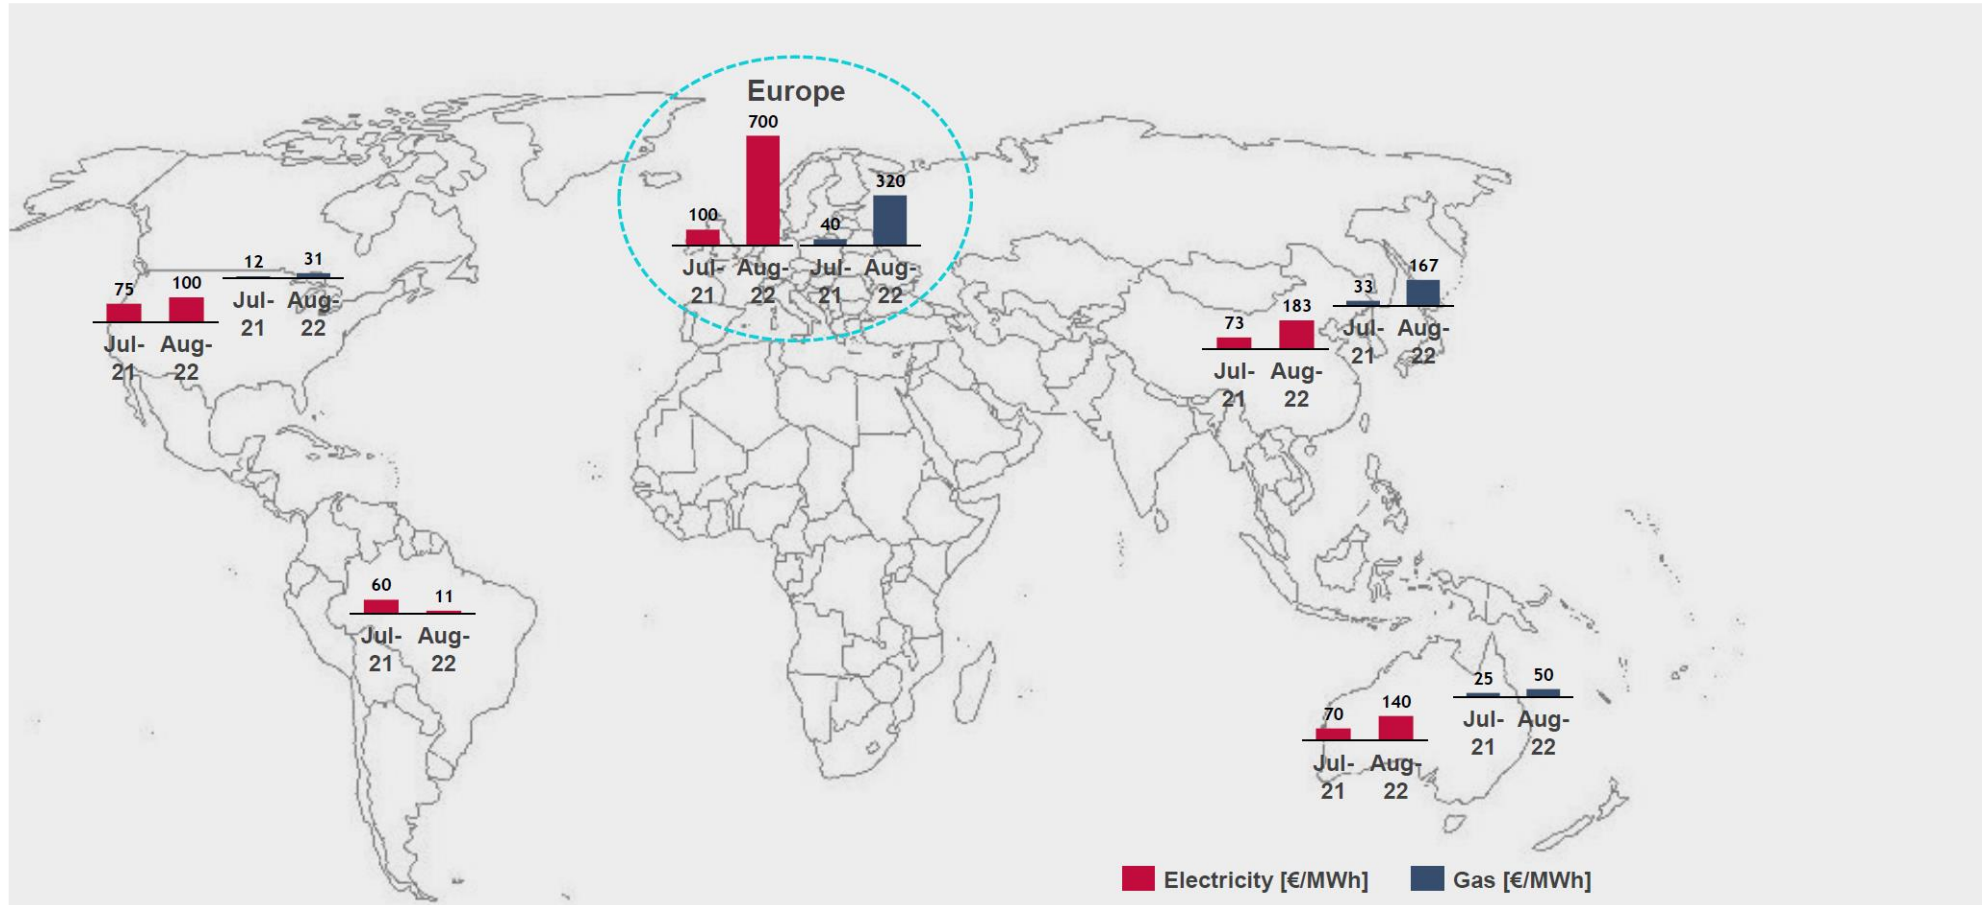 Europe
700
320
100
40
Jul- Aug- Jul- Aug-
21 22 21 22
12 31
Jul- Aug-
21 22
75 100
Jul- Aug-
21 22
33 167
Jul- Aug-
21 22
73 183
Jul- Aug-
21 22
60 11
Jul- Aug-
21 22
25 50
Jul- Aug-
21 22
70 140
Jul- Aug-
21 22
Electricity [€/MWh] Gas [€/MWh]